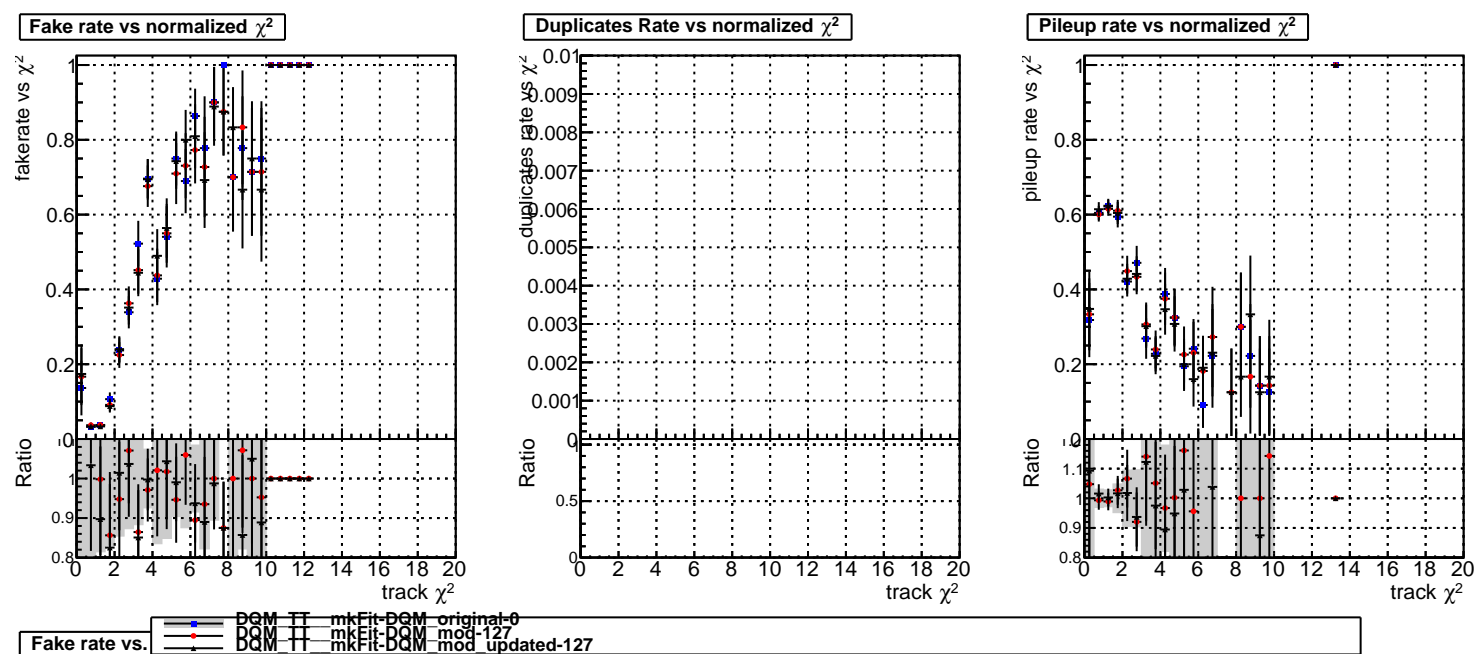 Fake rate vs normalized χ²
Duplicates Rate vs normalized χ²
Pileup rate vs normalized χ²
fakerate vs χ²
1
0.8
0.6
0.4
0.2
0
Ratio
1
0.9
0.8
0 2 4 6 8 10 12 14 16 18 20
track χ²
duplicates rate vs χ²
0.01
0.009
0.008
0.007
0.006
0.005
0.004
0.003
0.002
0.001
0
Ratio
0.5
0
0 2 4 6 8 10 12 14 16 18 20
track χ²
pileup rate vs χ²
1
0.8
0.6
0.4
0.2
0
Ratio
1.1
1
0.9
0.8
0 2 4 6 8 10 12 14 16 18 20
track χ²
DQM_TT__mkFit-DQM_original-0
DQM_TT__mkFit-DQM_mod-127
DQM_TT__mkFit-DQM_mod_updated-127
Fake rate vs.